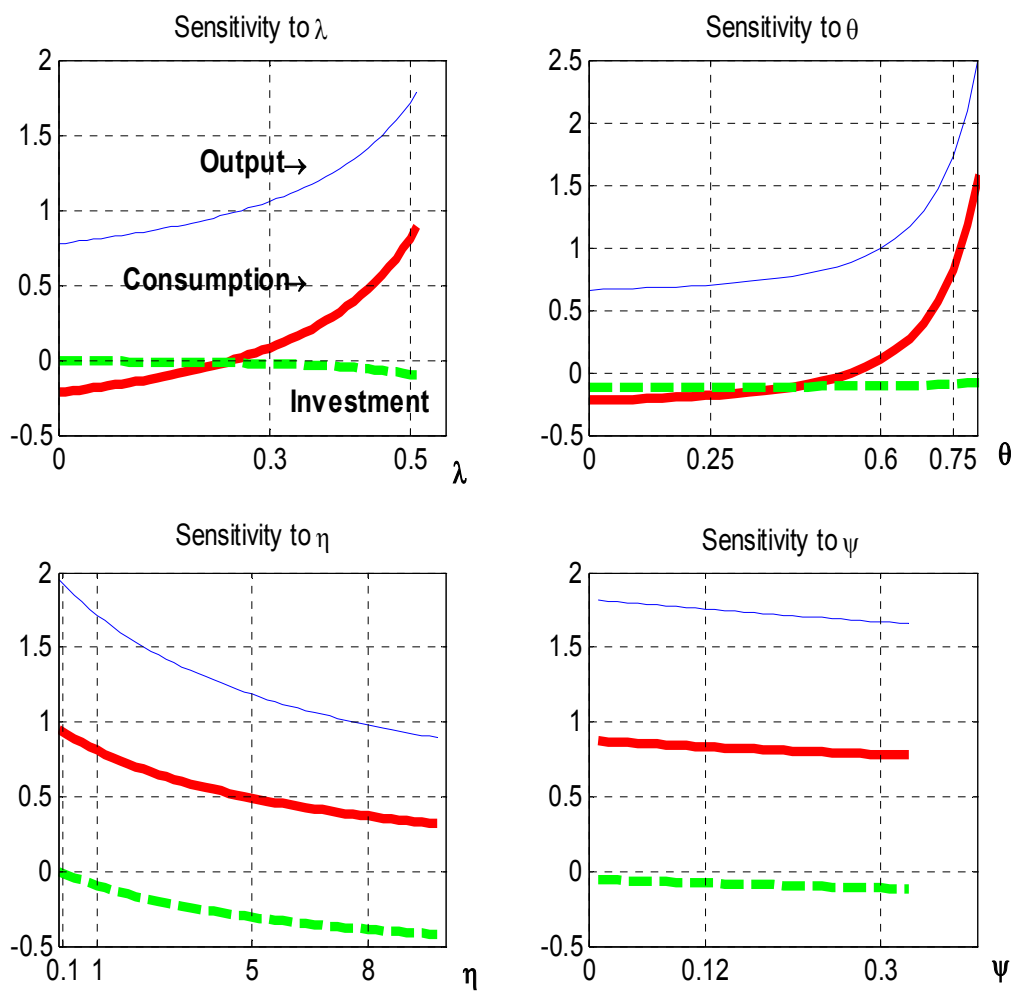 Sensitivity to λ
2
1.5
1
0.5
0
-0.5
Output→
Consumption→
Investment
0 0.3 0.5 λ
Sensitivity to θ
2.5
2
1.5
1
0.5
0
-0.5
0 0.25 0.6 0.75 θ
Sensitivity to η
2
1.5
1
0.5
0
-0.5
0.1 1 5 8 η
Sensitivity to ψ
2
1.5
1
0.5
0
-0.5
0 0.12 0.3 ψ